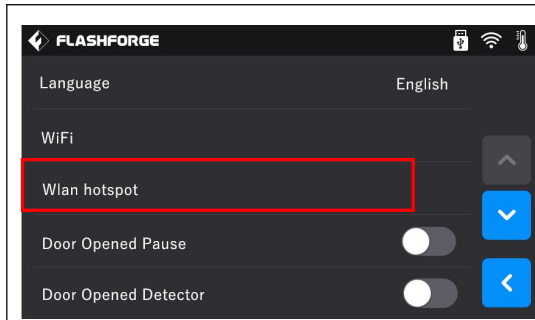 FLASHFORGE
Language English
WiFi
Wlan hotspot
Door Opened Pause
Door Opened Detector